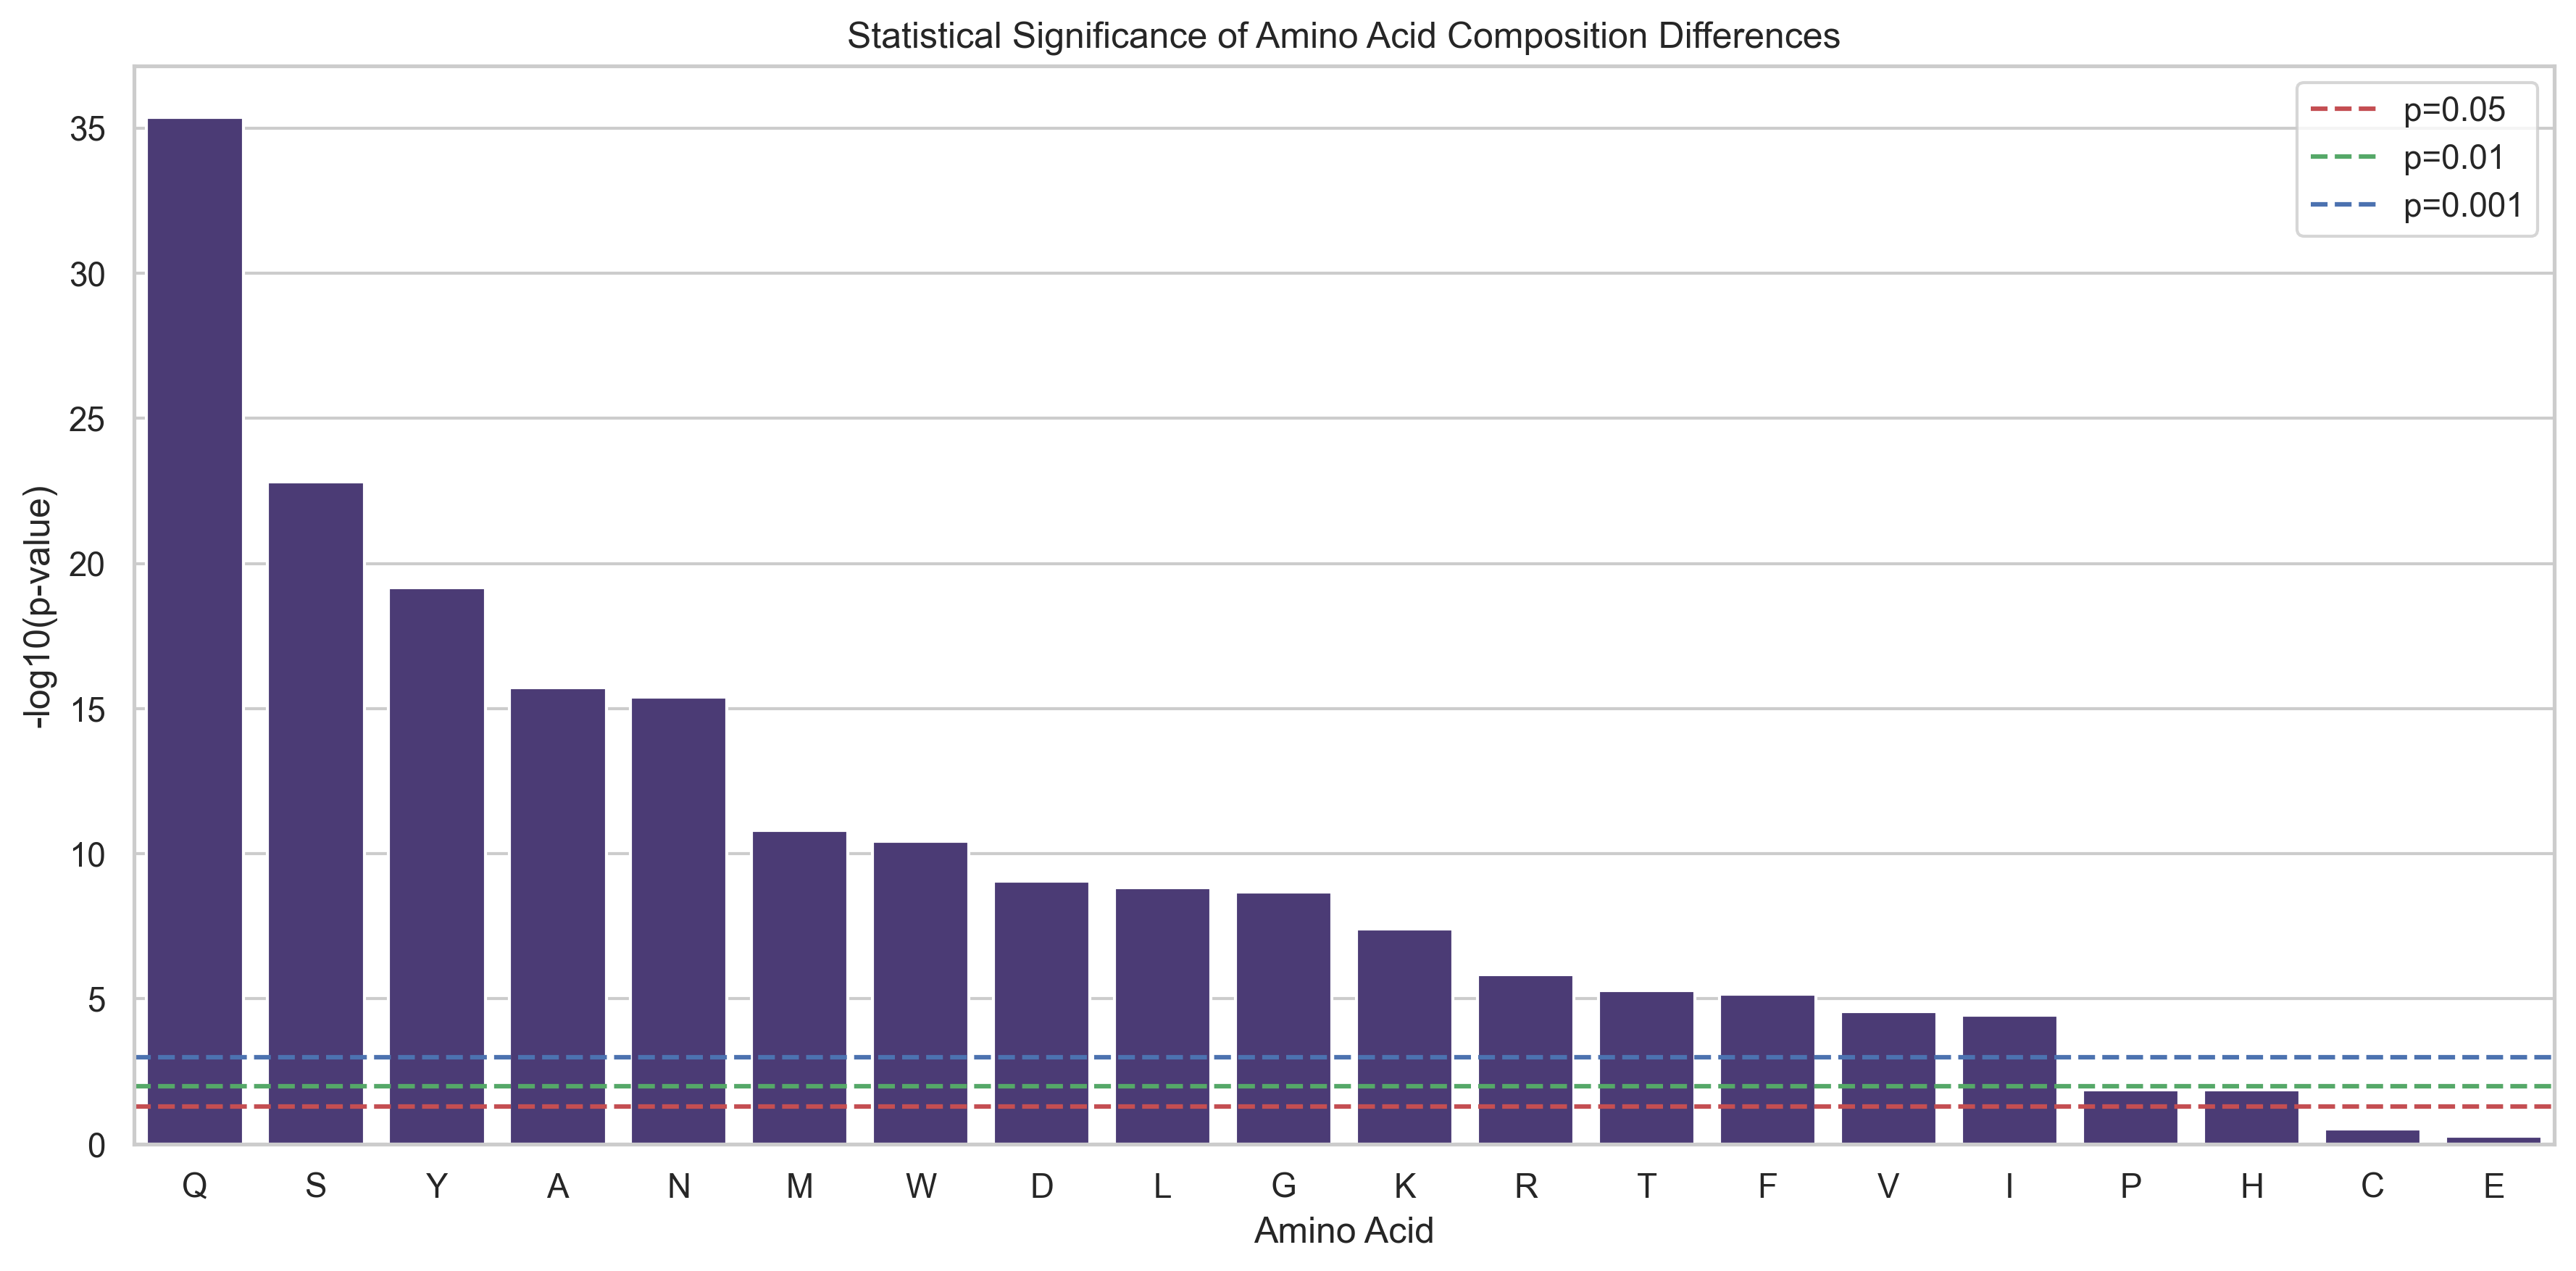 Statistical Significance of Amino Acid Composition Differences
p=0.05
p=0.01
p=0.001
-log10(p-value)
35
30
25
20
15
10
5
0
Q S Y A N M W D L G K R T F V I P H C E
Amino Acid